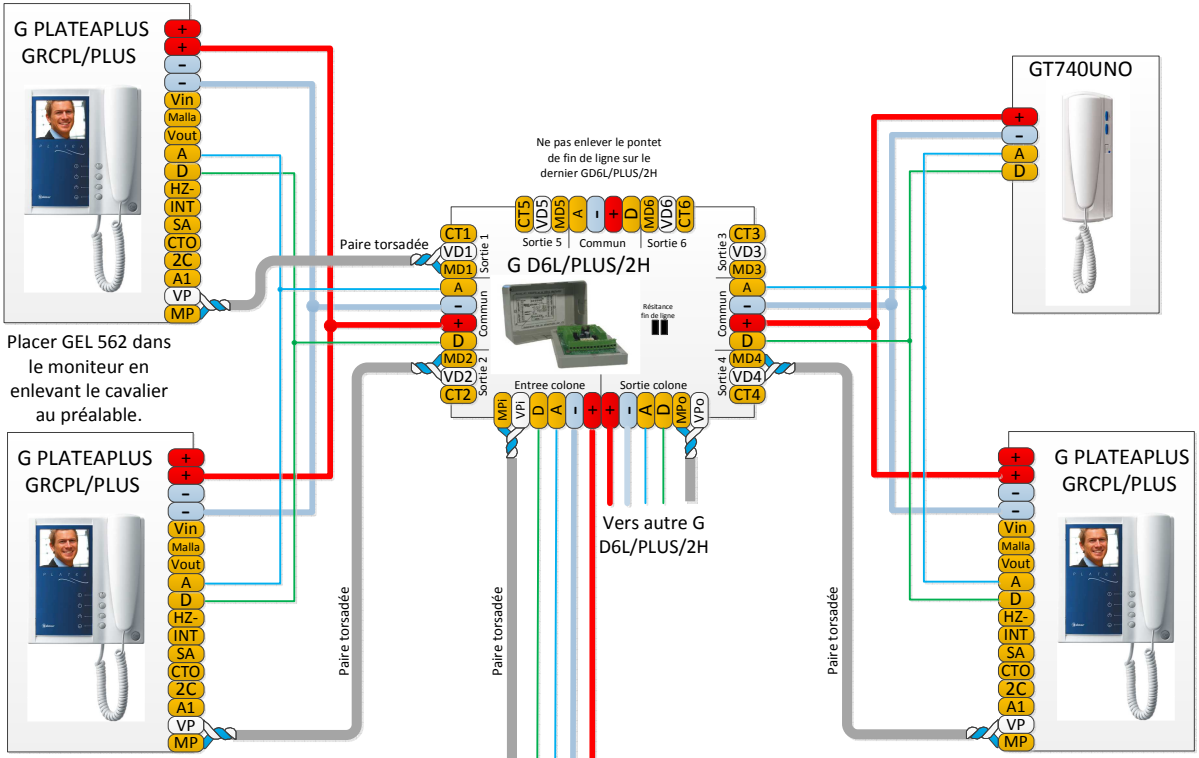 G PLATEAPLUS
GRCPL/PLUS
+
+
-
-
Vin
Malla
Vout
A
D
HZ-
INT
SA
CTO
2C
A1
VP
MP
PLATEA
Placer GEL 562 dans
le moniteur en
enlevant le cavalier
au préalable.
G PLATEAPLUS
GRCPL/PLUS
+
+
-
-
Vin
Malla
Vout
A
D
HZ-
INT
SA
CTO
2C
A1
VP
MP
PLATEA
Paire torsadée
Paire torsadée
Paire torsadée
Ne pas enlever le pontet
de fin de ligne sur le
dernier GD6L/PLUS/2H
CT5
VD5
MD5
A
-
+
D
MD6
VD6
CT6
Sortie 5
Commun
Sortie 6
G D6L/PLUS/2H
CT1
VD1
MD1
A
-
+
D
MD2
VD2
CT2
Sortie 1
Commun
Sortie 2
Résitance
fin de ligne
CT3
VD3
MD3
A
-
+
D
MD4
VD4
CT4
Sortie 3
Commun
Sortie 4
Entree colone
Sortie colone
MPi
VPi
D
A
-
+
+
-
A
D
MPo
VPo
Vers autre G
D6L/PLUS/2H
Paire torsadée
GT740UNO
+
-
A
D
G PLATEAPLUS
GRCPL/PLUS
+
+
-
-
Vin
Malla
Vout
A
D
HZ-
INT
SA
CTO
2C
A1
VP
MP
PLATEA